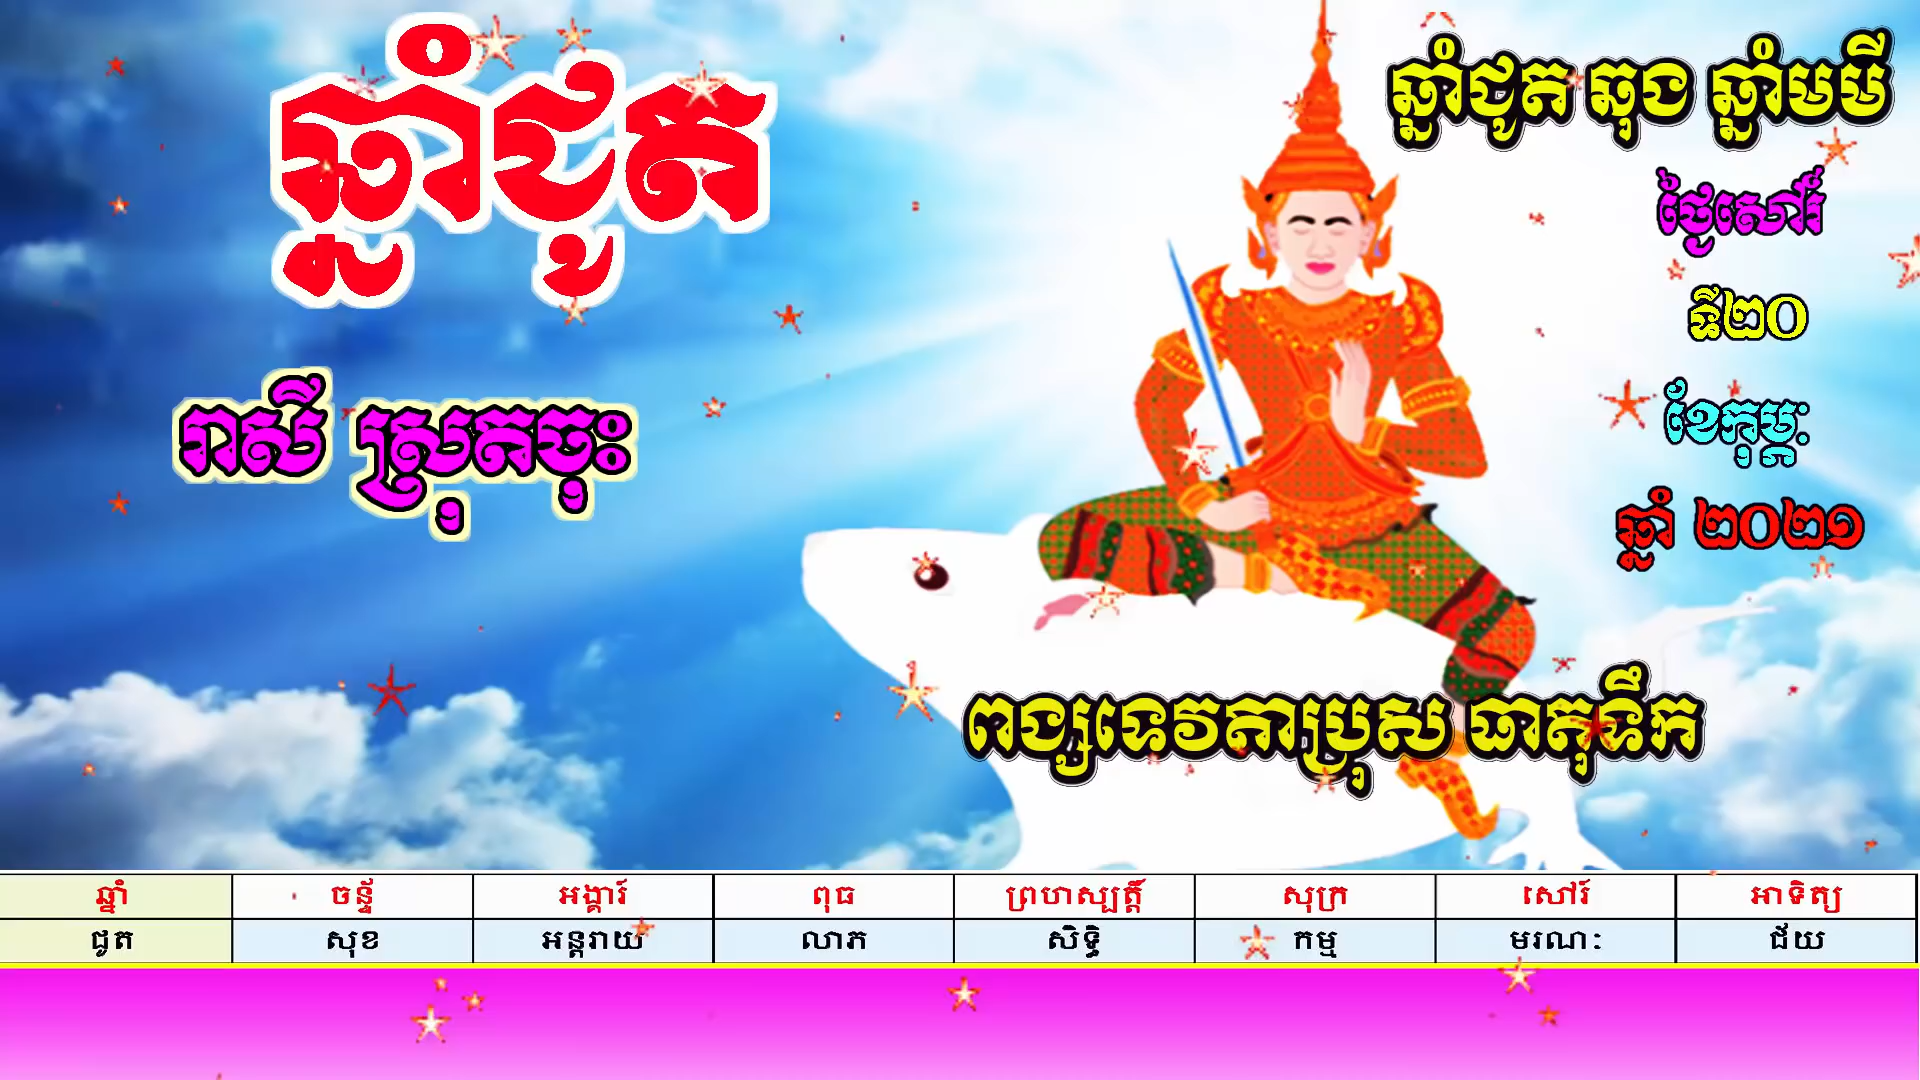 ឆ្នាំជូត
រាសី ស្រុតចុះ
ឆ្នាំជូត ឆុង ឆ្នាំមមី
ថ្ងៃសៅរ៍
ទី២០
ខែកុម្ភៈ
ឆ្នាំ ២០២១
ពង្សទេវតាប្រុស ធាតុទឹក
ឆ្នាំ ចន្ទ័ អង្គារ៍ ពុធ ព្រហស្បត្តិ៍ សុក្រ សៅរ៍ អាទិត្យ
ជូត សុខ អន្តរាយ លាភ សិទ្ធិ កម្ម មរណៈ ជ័យ